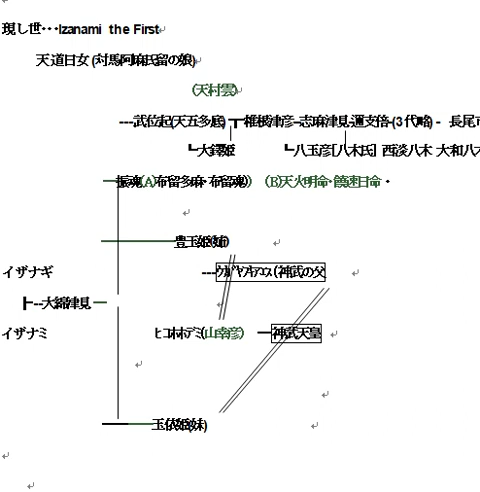 現し世・・・Izanami the First
天道日女 (対馬阿麻氐留の娘)
(天村雲)
---武位起(天五多底) ┳ 椎根津彦–志麻津見-運支倍-(3代略) - 長尾市
┗大鐸姫 ┗八玉彦[八木氏] 西淡八木 大和八木
振魂(A)布留多麻・布留魂)) (B)天火明命・饒速日命・
豊玉姫(姉)
イザナギ ---ウガヤフキアエズ(神武の父
┣--大綿津見
イザナミ ヒコホホデミ(山幸彦) 神武天皇
玉依姫(妹)